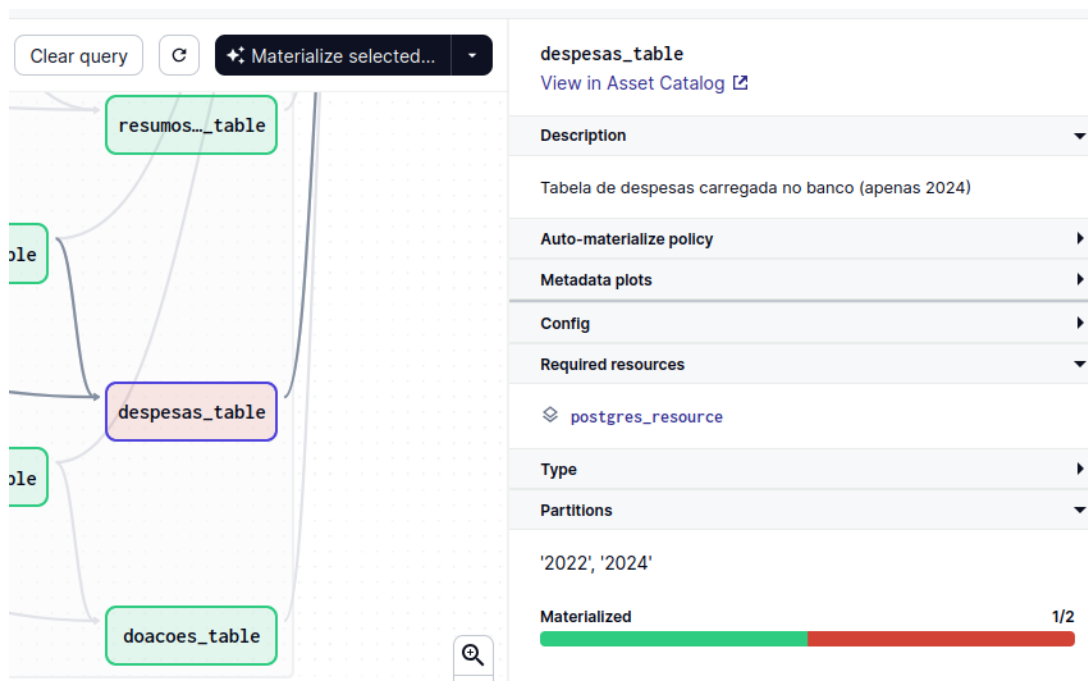 Clear query
Materialize selected...
resumos…_table
ble
despesas_table
ble
doacoes_table
despesas_table
View in Asset Catalog
Description
Tabela de despesas carregada no banco (apenas 2024)
Auto-materialize policy
Metadata plots
Config
Required resources
postgres_resource
Type
Partitions
'2022', '2024'
Materialized 1/2